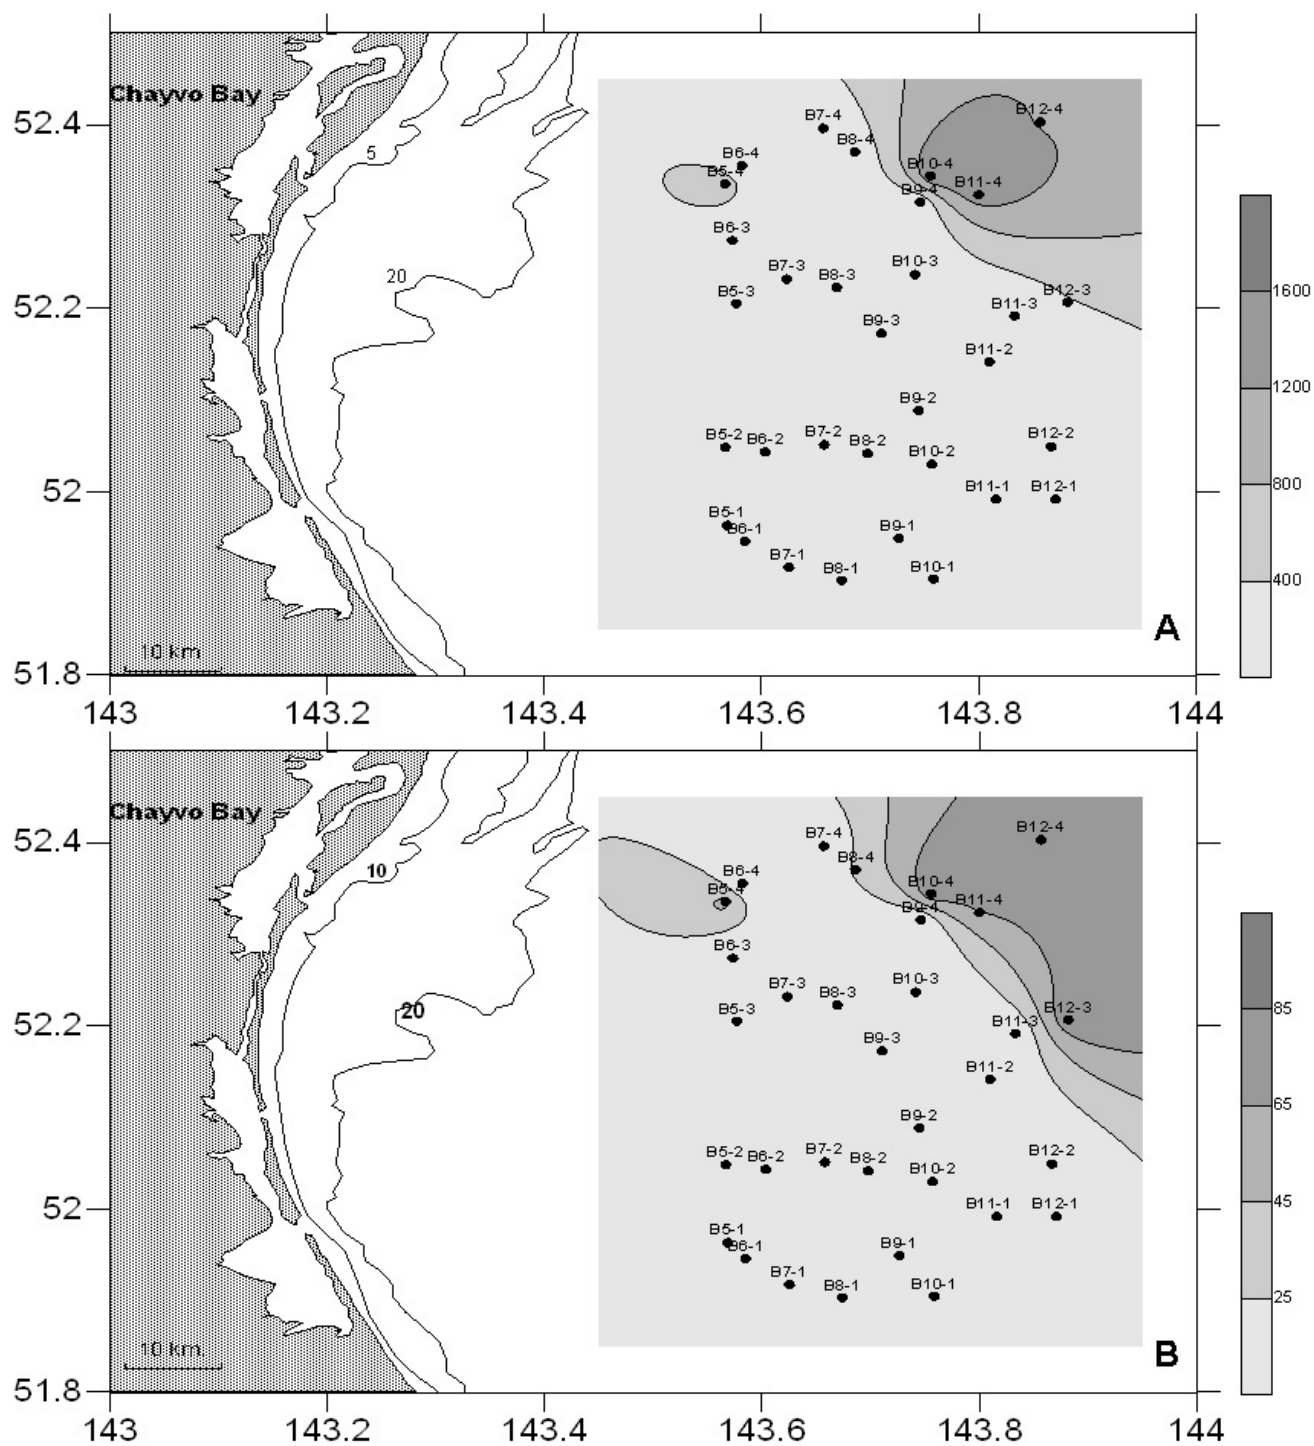 Chayvo Bay
52.4
B12-4
B7-4
B8-4
5
B6-4
B5-4
B10-4
B11-4
B9-4
B6-3
B7-3
B8-3
B10-3
20
B5-3
B12-3
B11-3
52.2
1600
B9-3
B11-2
1200
B9-2
B5-2
B6-2
B7-2
B8-2
B10-2
B12-2
800
52
B11-1
B12-1
B5-1
B6-1
B9-1
B7-1
B8-1
B10-1
400
A
10 km
51.8
143
143.2
143.4
143.6
143.8
144
Chayvo Bay
52.4
B12-4
B7-4
B8-4
10
B6-4
B5-4
B10-4
B11-4
B9-4
B6-3
B7-3
B8-3
B10-3
20
B5-3
B12-3
B11-3
52.2
85
B9-3
B11-2
65
B9-2
B5-2
B6-2
B7-2
B8-2
B10-2
B12-2
45
52
B11-1
B12-1
B5-1
B6-1
B9-1
B7-1
B8-1
B10-1
25
B
10 km.
51.8
143
143.2
143.4
143.6
143.8
144